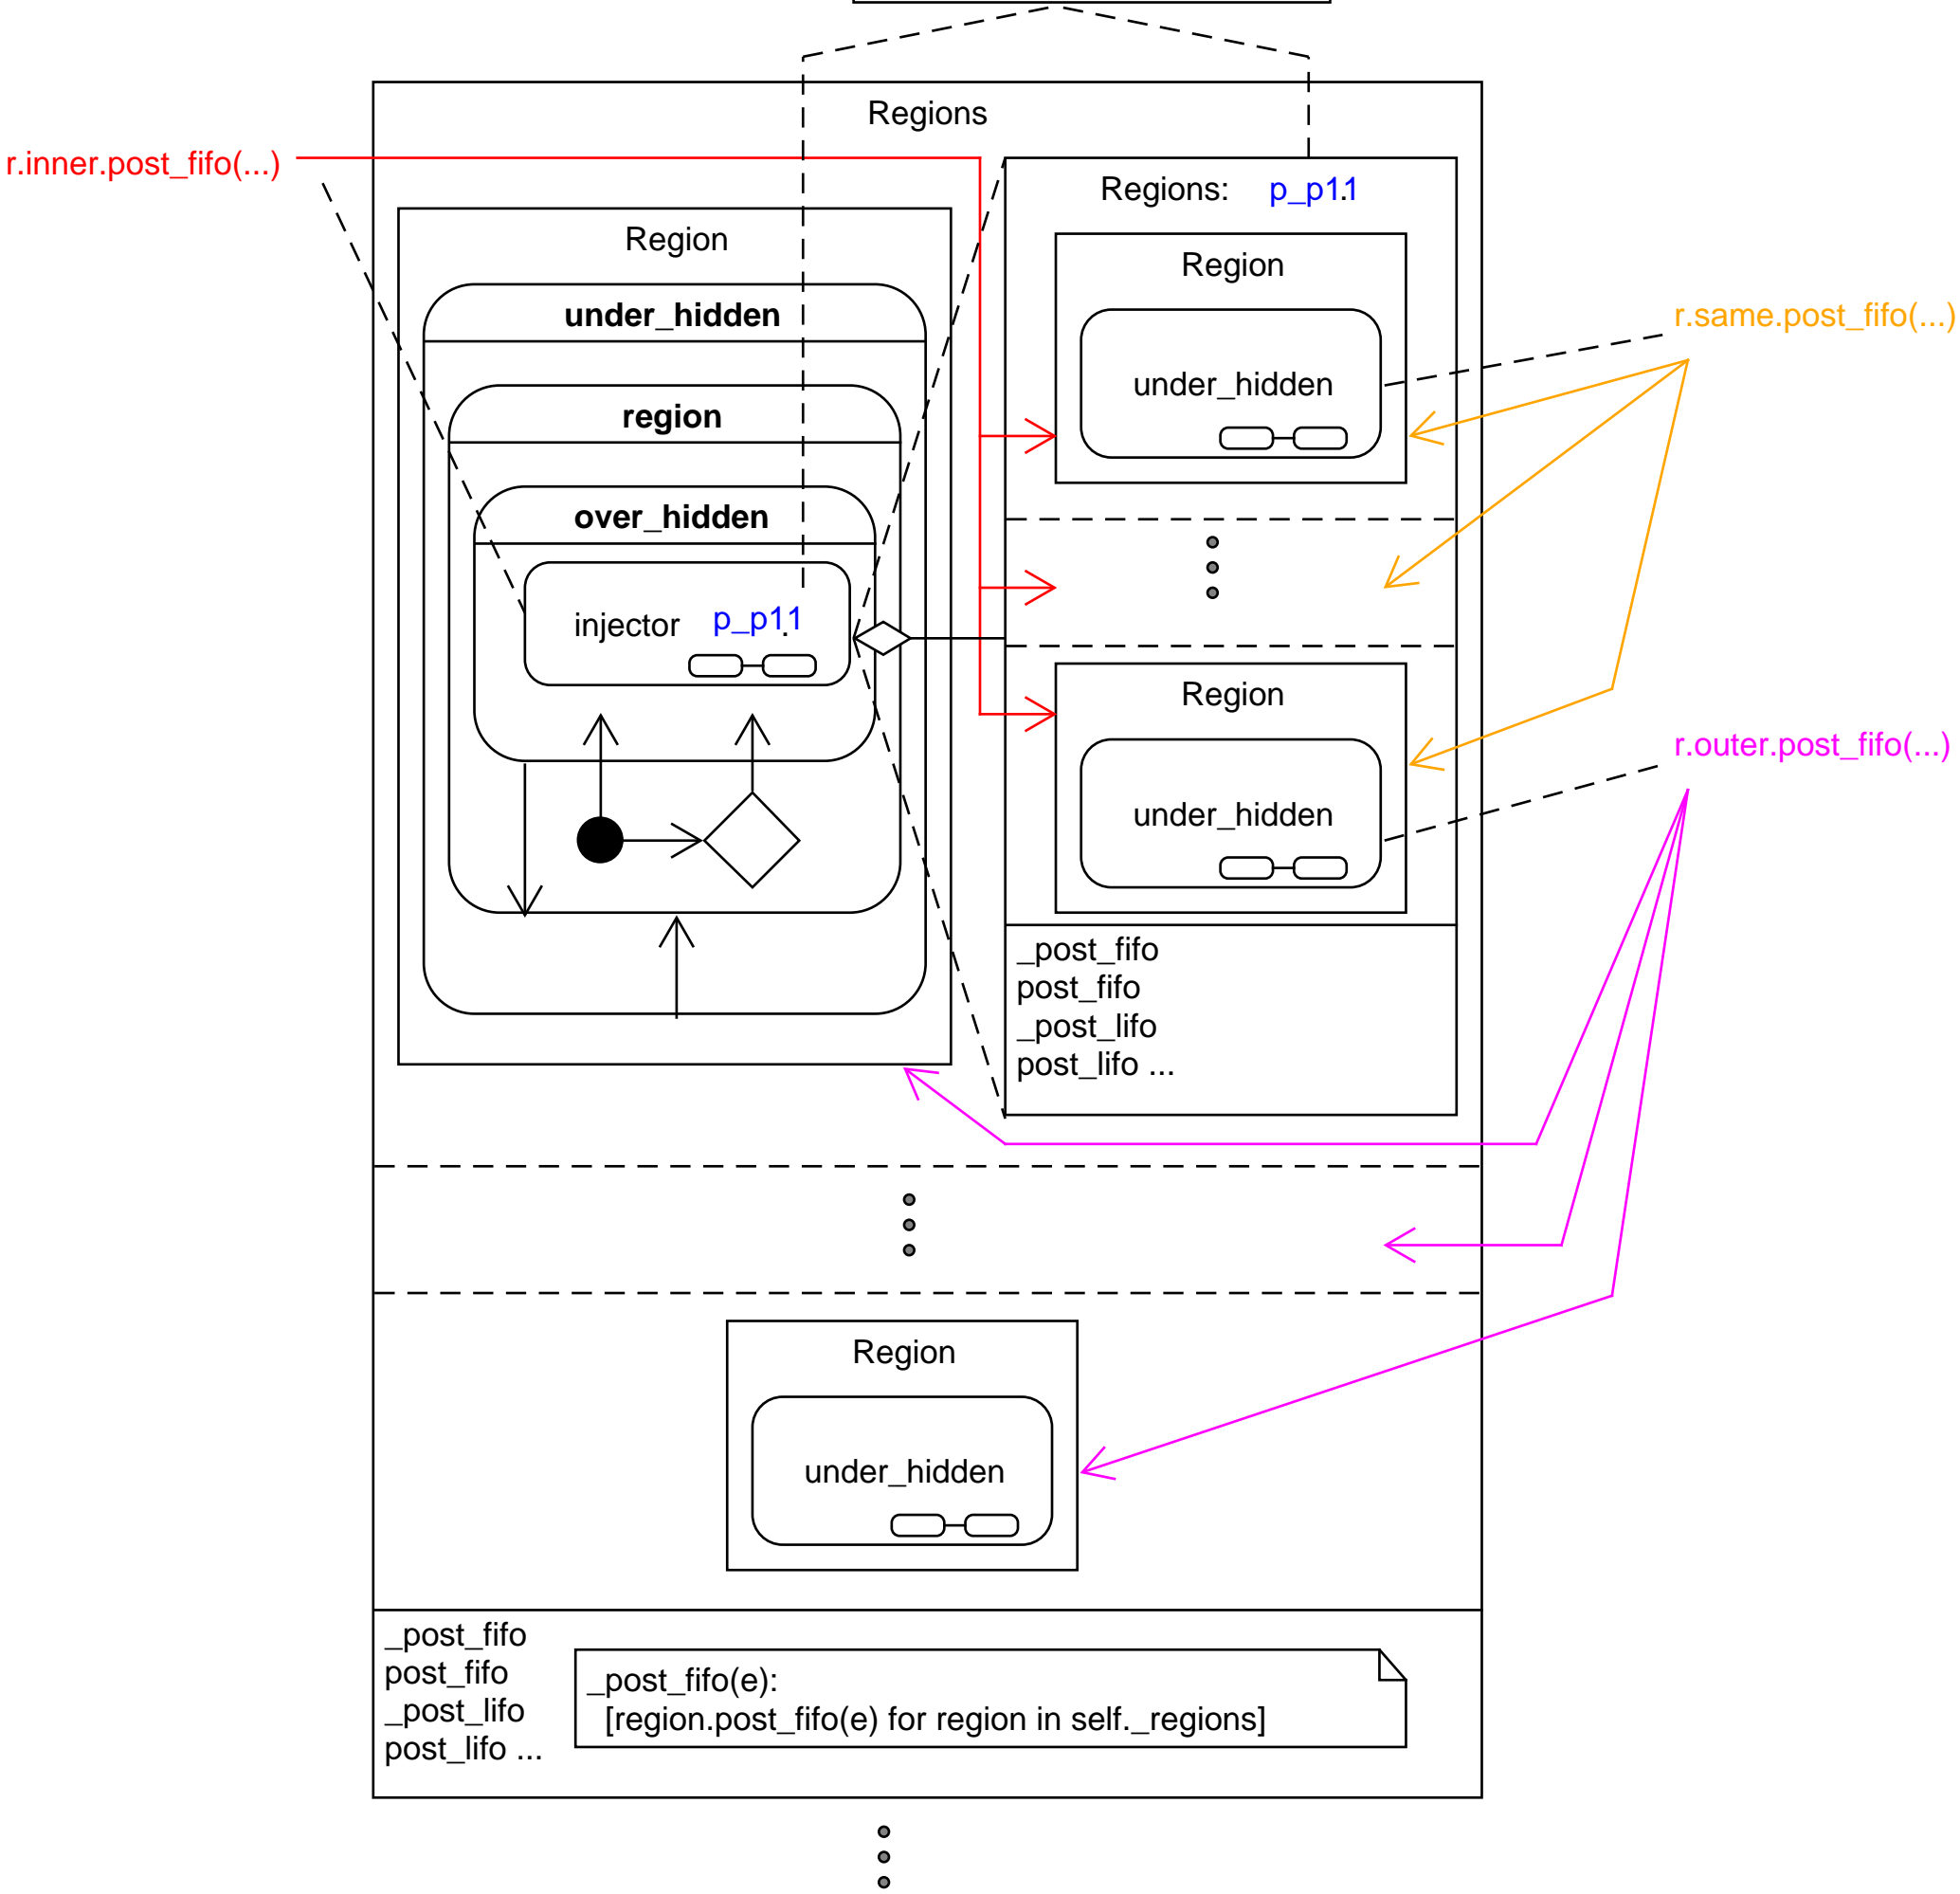 Regions
r.inner.post_fifo(...)
Regions: p_p1.1
Region
Region
under_hidden
r.same.post_fifo(...)
under_hidden
region
over_hidden
injector p_p1.1
Region
r.outer.post_fifo(...)
under_hidden
_post_fifo
post_fifo
_post_lifo
post_lifo ...
Region
under_hidden
_post_fifo
post_fifo
_post_lifo
post_lifo ...
_post_fifo(e):
[region.post_fifo(e) for region in self._regions]